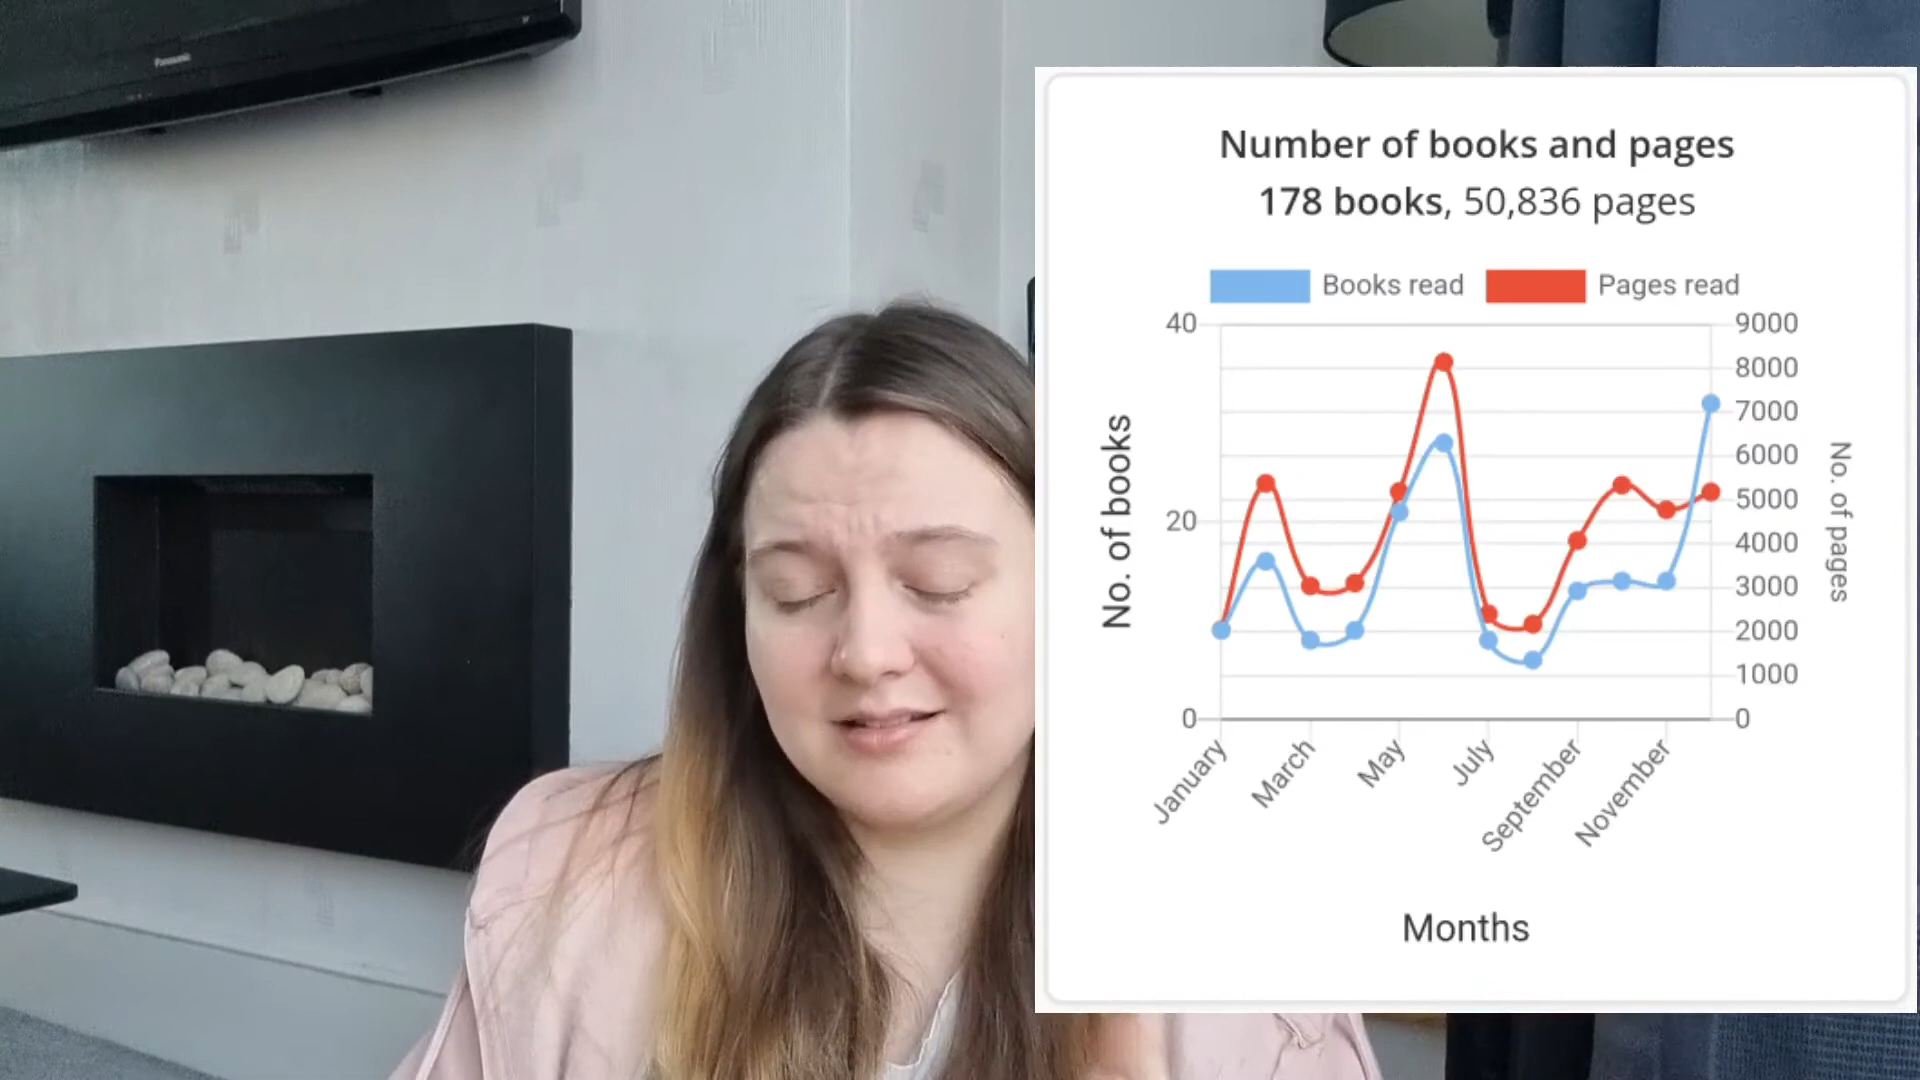 Panasonic
Number of books and pages
178 books, 50,836 pages
Books read
Pages read
40
20
0
9000
8000
7000
6000
5000
4000
3000
2000
1000
0
No. of books
No. of pages
January
March
May
July
September
November
Months